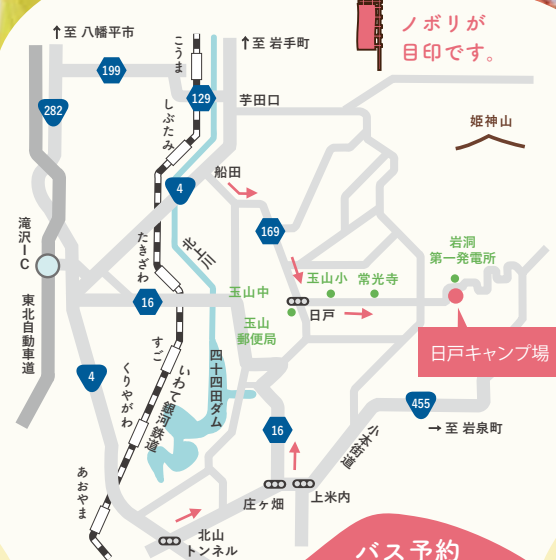 ノボリが
目印です。
↑至 八幡平市
こうま
↑至 岩手町
199
282
129
芋田口
しぶたみ
姫神山
船田
4
169
滝沢IC
たきざわ
北上川
岩洞
第一発電所
玉山中
玉山小
常光寺
16
日戸
玉山
郵便局
東北自動車道
すご
四十四田ダム
日戸キャンプ場
4
くりやがわ
いわて銀河鉄道
455
→至 岩泉町
16
小本街道
あおやま
庄ヶ畑
上米内
北山
トンネル
バス予約